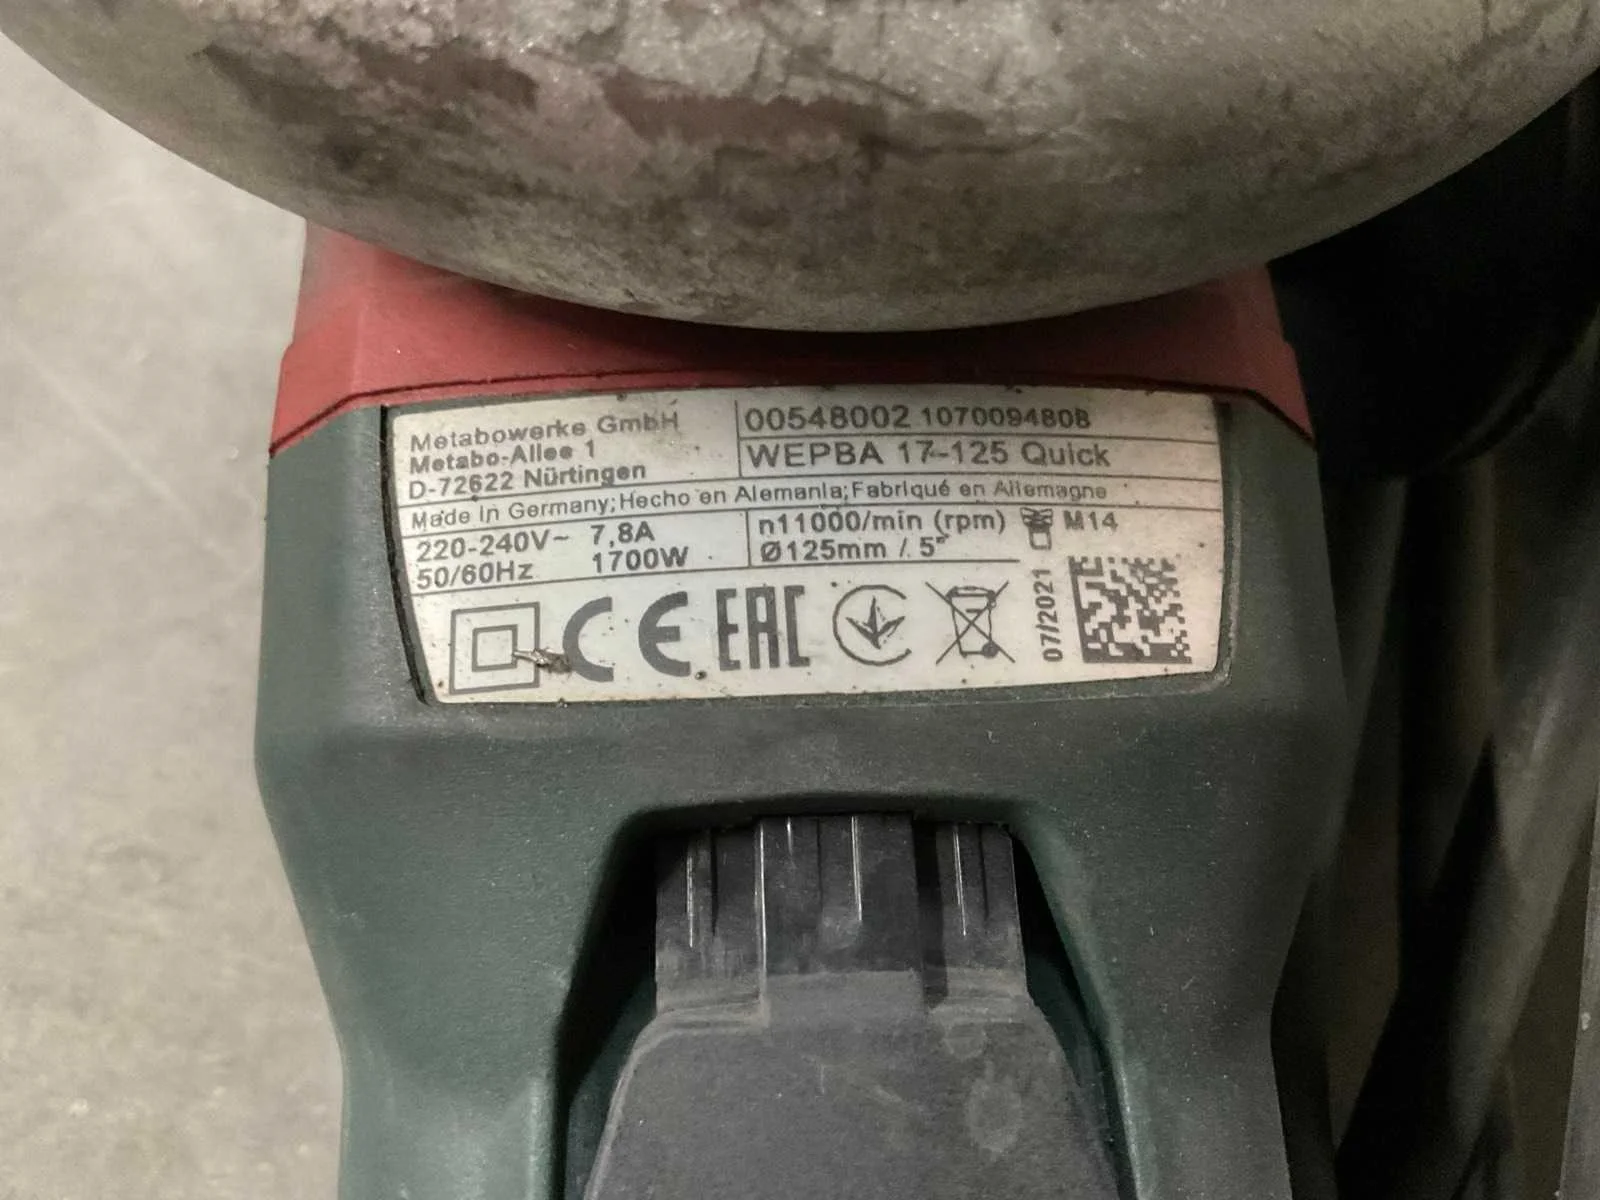 Metabowerke GmbH
Metabo-Allee 1
D-72622 Nürtingen
00548002 1070094808
WEPBA 17-125 Quick
Made in Germany; Hecho en Alemania; Fabriqué en Allemagne
220-240V~ 7,8A
50/60Hz 1700W
n11000/min (rpm) M14
Ø125mm / 5"
CE EAC
07/2021